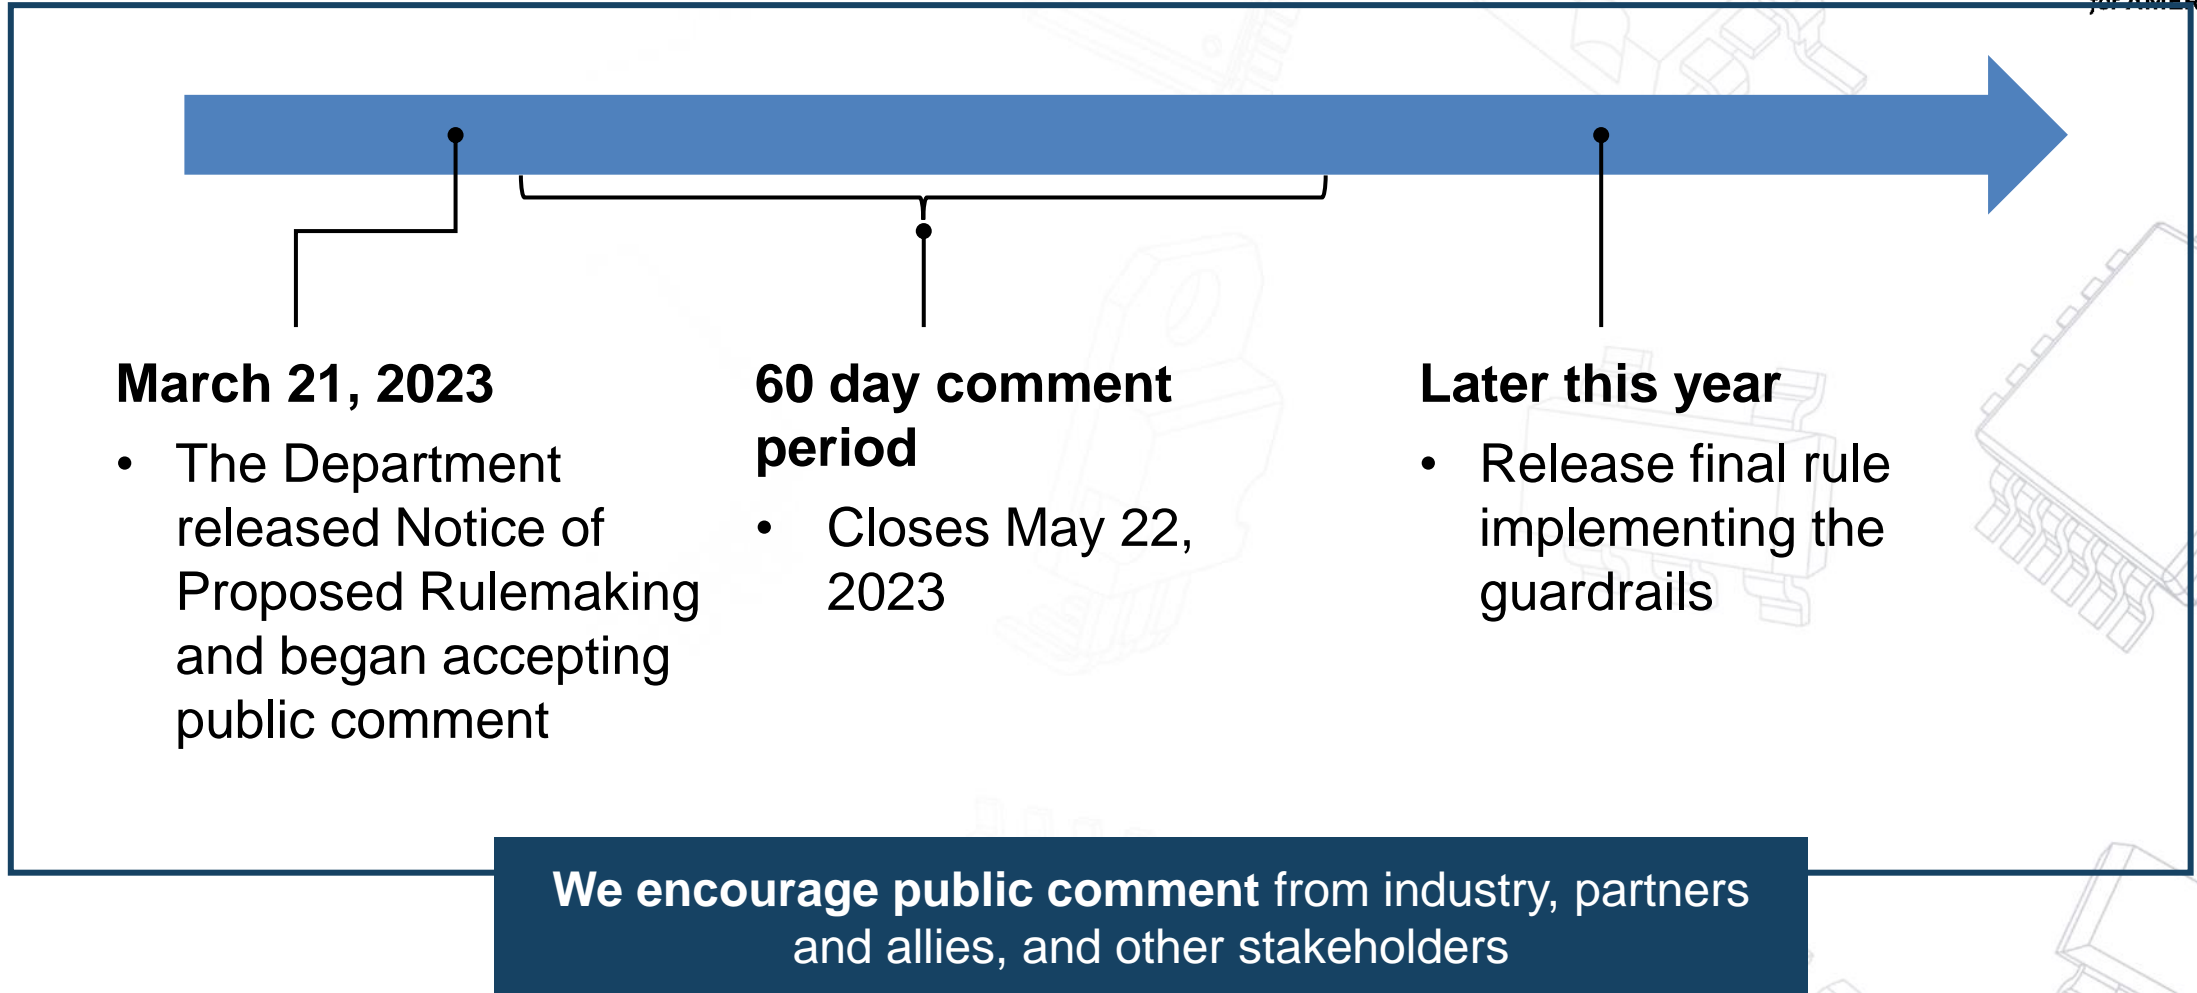 March 21, 2023
• The Department
released Notice of
Proposed Rulemaking
and began accepting
public comment
60 day comment
period
• Closes May 22,
2023
Later this year
• Release final rule
implementing the
guardrails
We encourage public comment from industry, partners
and allies, and other stakeholders